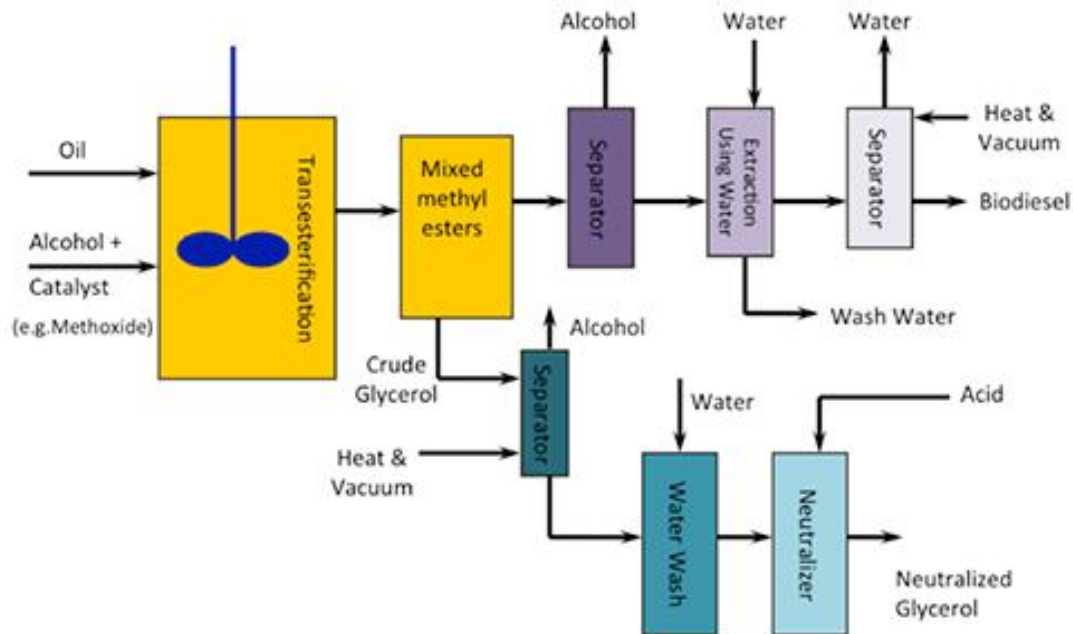 Alcohol
Water
Water
Oil
Alcohol +
Catalyst
(e.g.Methoxide)
Transesterification
Mixed
methyl
esters
Separator
Extraction
Using Water
Separator
Heat &
Vacuum
Biodiesel
Wash Water
Alcohol
Crude
Glycerol
Separator
Heat &
Vacuum
Water
Acid
Water Wash
Neutralizer
Neutralized
Glycerol